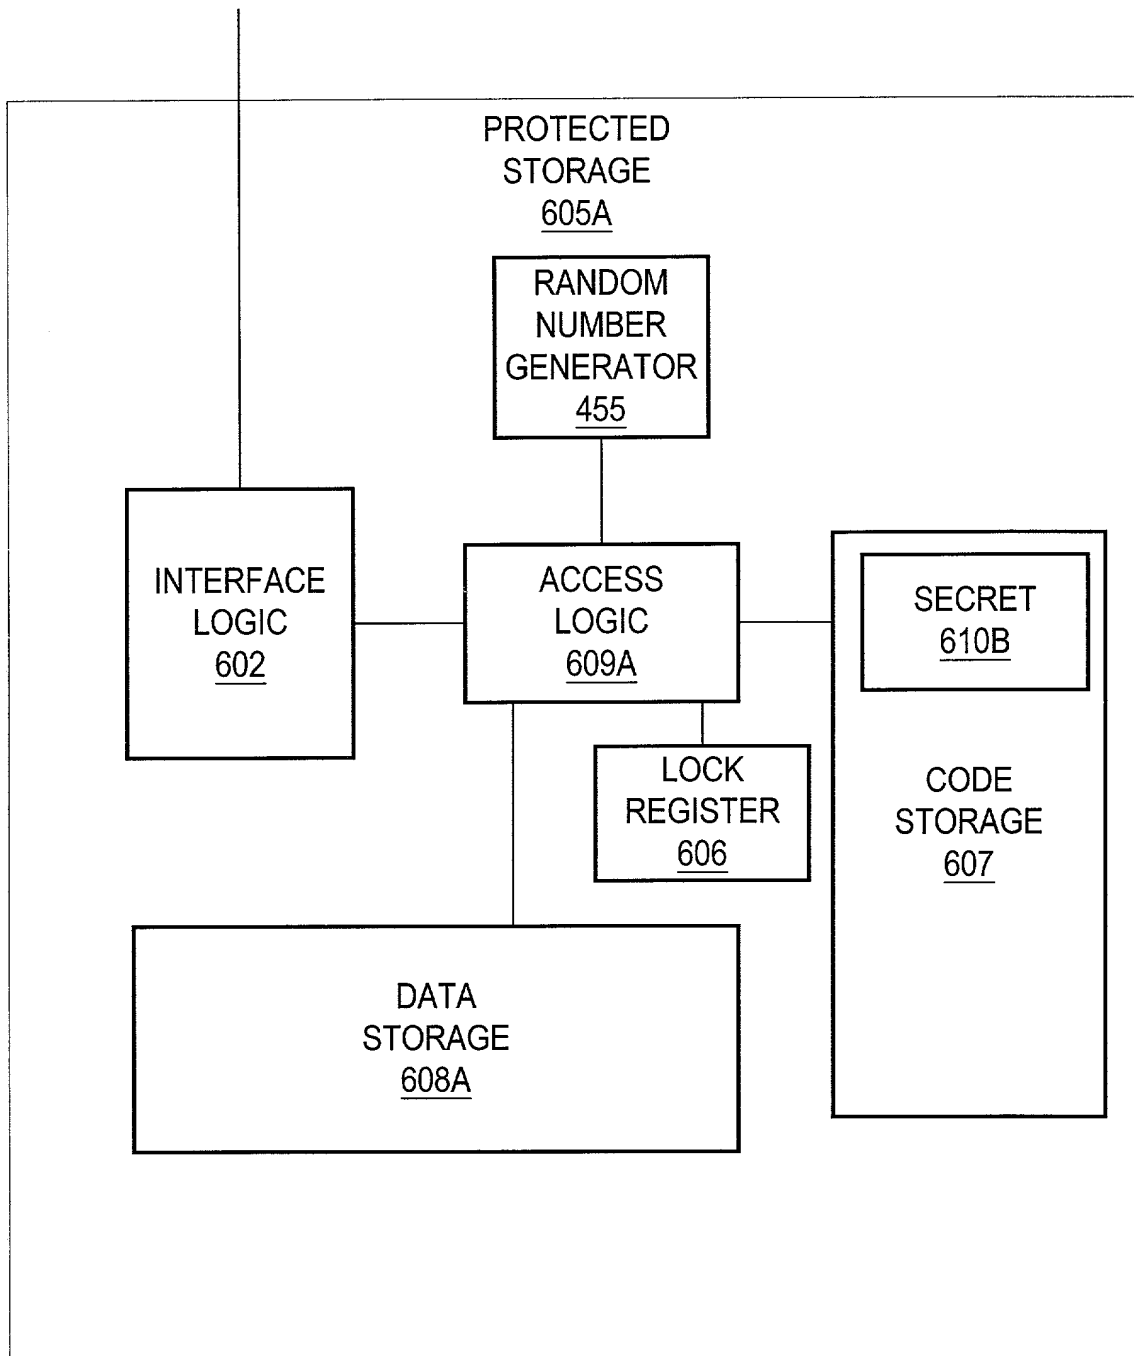 PROTECTED
STORAGE
605A
RANDOM
NUMBER
GENERATOR
455
INTERFACE
LOGIC
602
ACCESS
LOGIC
609A
SECRET
610B
LOCK
REGISTER
606
CODE
STORAGE
607
DATA
STORAGE
608A